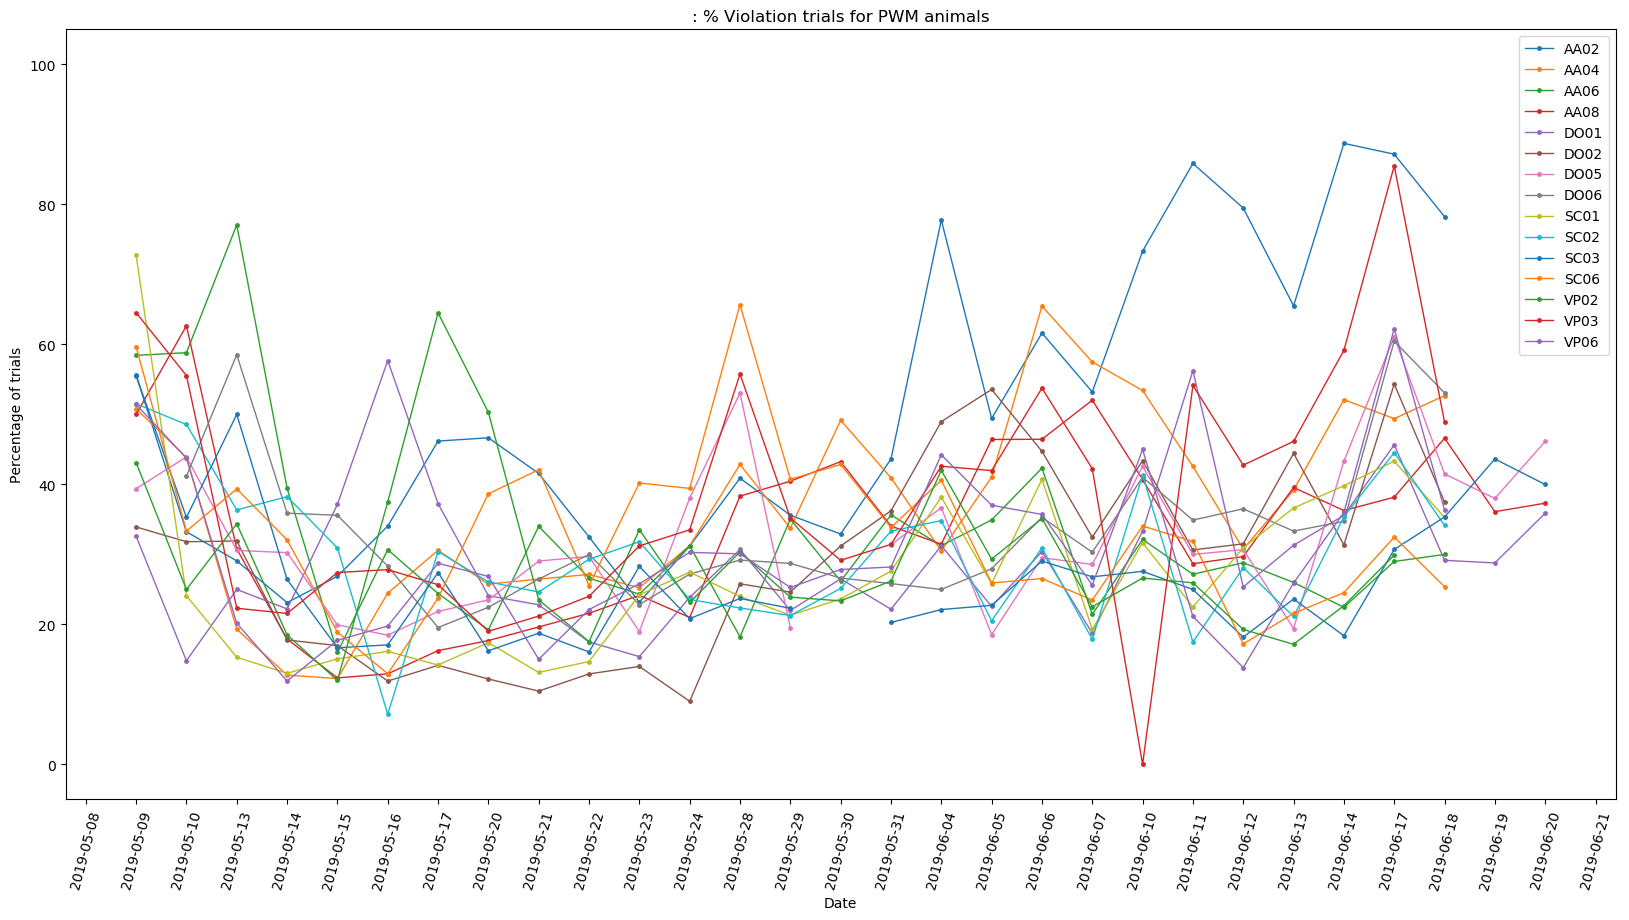 : % Violation trials for PWM animals
Percentage of trials
100
80
60
40
20
0
AA02
AA04
AA06
AA08
DO01
DO02
DO05
DO06
SC01
SC02
SC03
SC06
VP02
VP03
VP06
2019-05-08
2019-05-09
2019-05-10
2019-05-13
2019-05-14
2019-05-15
2019-05-16
2019-05-17
2019-05-20
2019-05-21
2019-05-22
2019-05-23
2019-05-24
2019-05-28
2019-05-29
2019-05-30
2019-05-31
2019-06-04
2019-06-05
2019-06-06
2019-06-07
2019-06-10
2019-06-11
2019-06-12
2019-06-13
2019-06-14
2019-06-17
2019-06-18
2019-06-19
2019-06-20
2019-06-21
Date